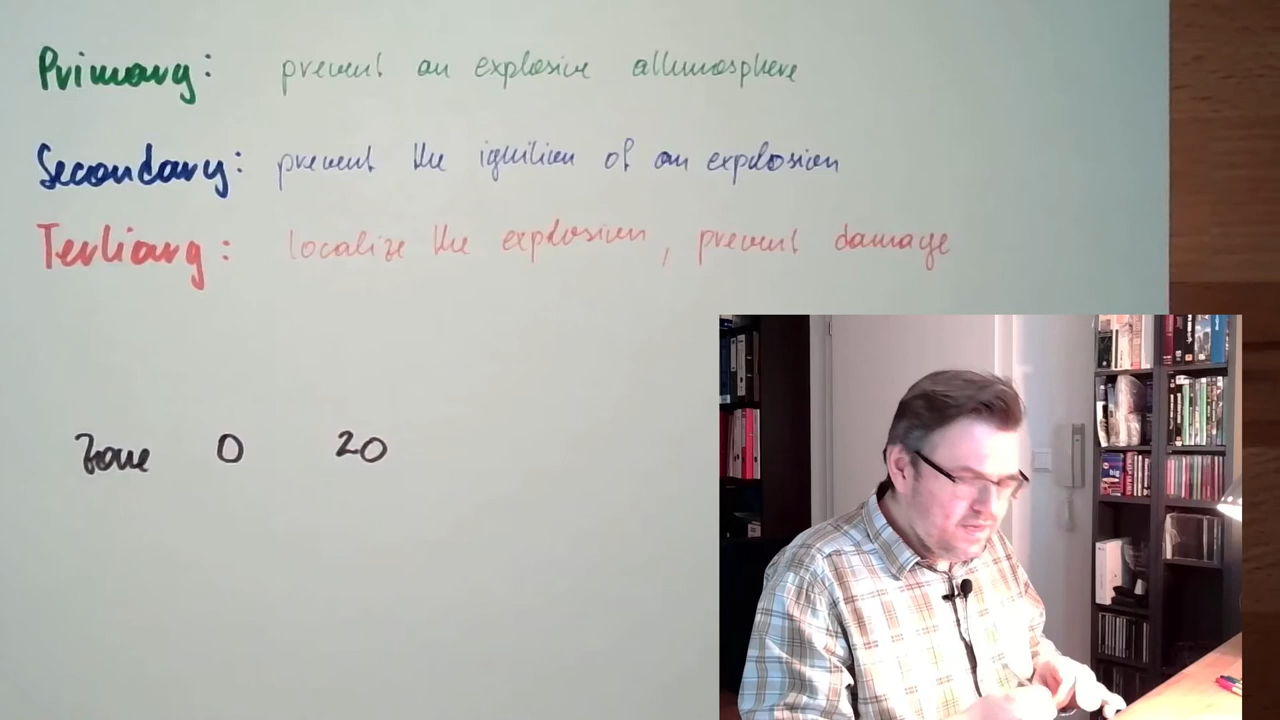 Primary: prevent an explosive athmosphere
Secondary: prevent the ignition of an explosion
Tertiary: localize the explosion, prevent damage
Zone 0 20